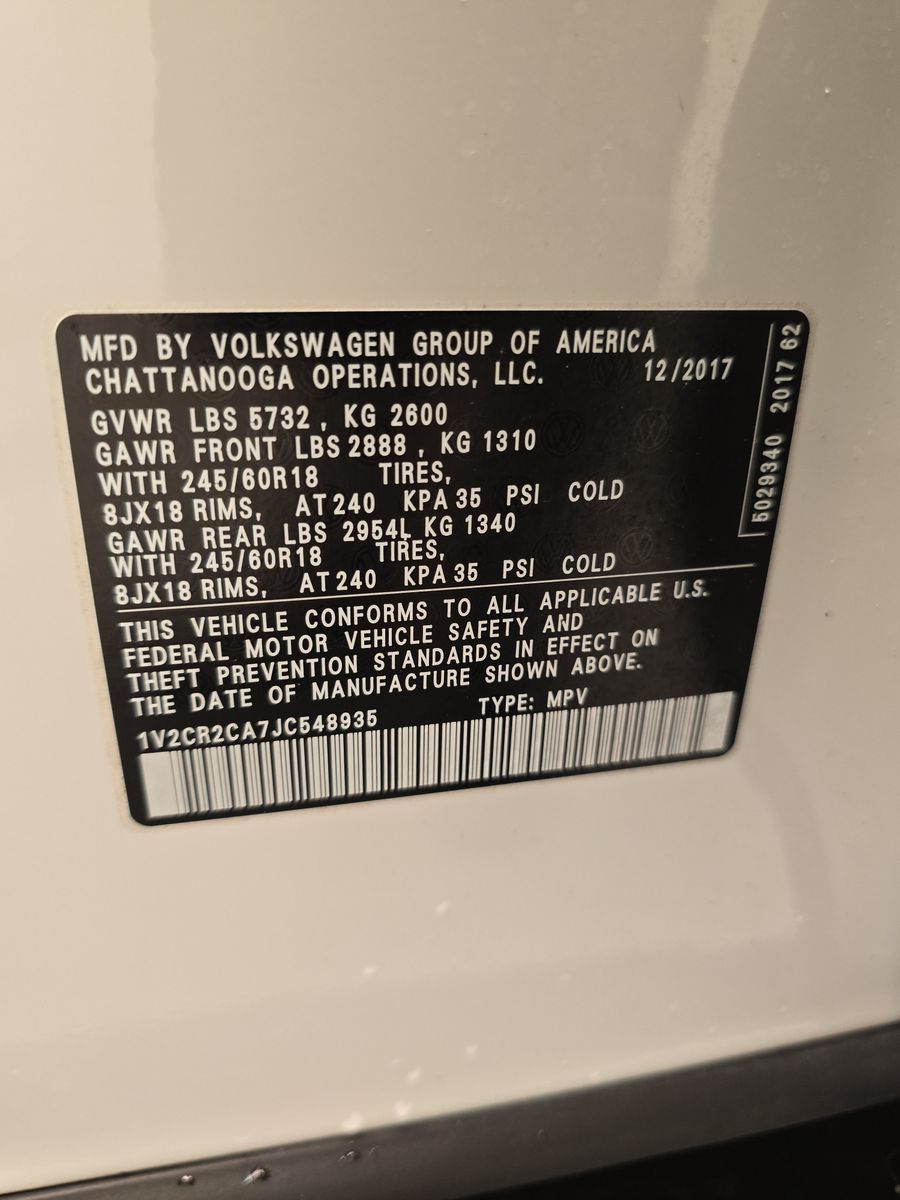 MFD BY VOLKSWAGEN GROUP OF AMERICA
CHATTANOOGA OPERATIONS, LLC. 12/2017
GVWR LBS 5732 , KG 2600
GAWR FRONT LBS 2888 , KG 1310
WITH 245/60R18 TIRES,
8JX18 RIMS, AT 240 KPA 35 PSI COLD
GAWR REAR LBS 2954L KG 1340
WITH 245/60R18 TIRES,
8JX18 RIMS, AT 240 KPA 35 PSI COLD
THIS VEHICLE CONFORMS TO ALL APPLICABLE U.S.
FEDERAL MOTOR VEHICLE SAFETY AND
THEFT PREVENTION STANDARDS IN EFFECT ON
THE DATE OF MANUFACTURE SHOWN ABOVE.
1V2CR2CA7JC548935 TYPE: MPV
5029340 2017 62